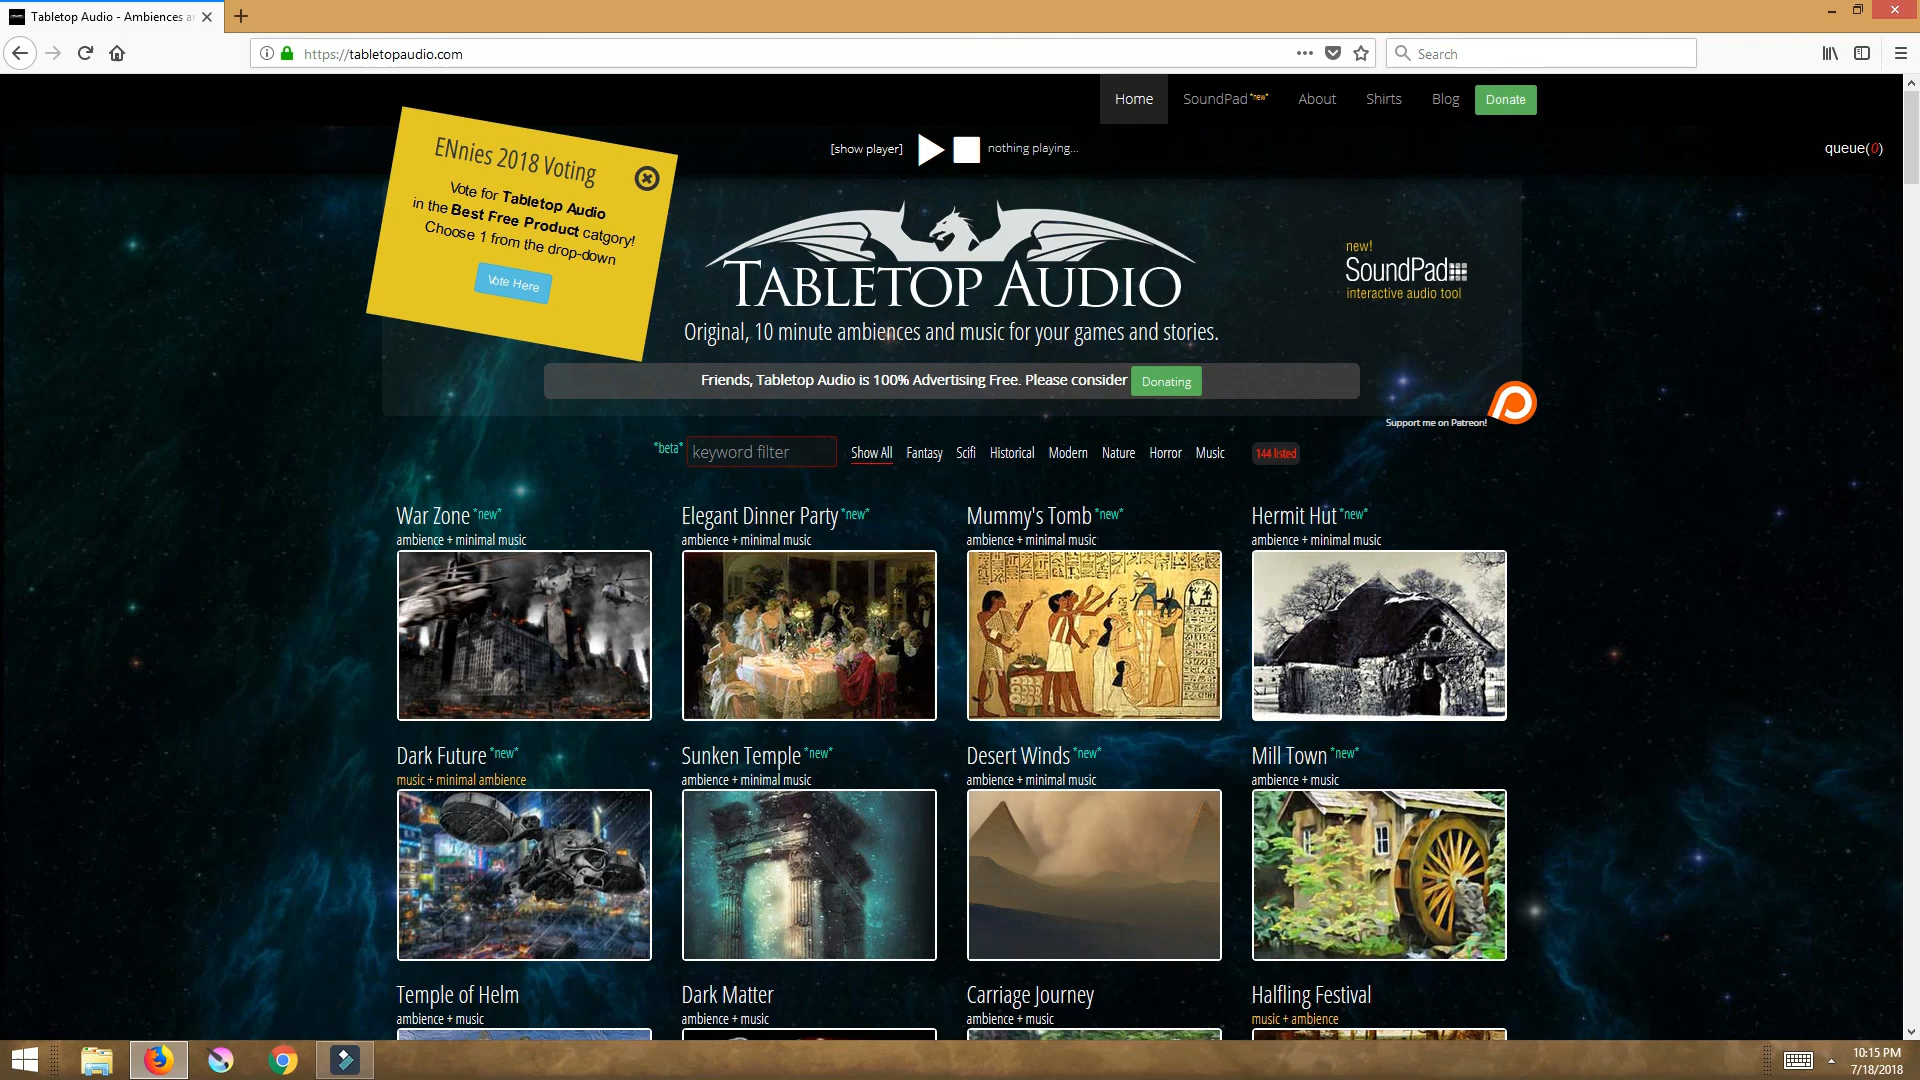 Tabletop Audio - Ambiences a
https://tabletopaudio.com
Search
Home
SoundPad *new*
About
Shirts
Blog
Donate
ENnies 2018 Voting
Vote for Tabletop Audio
in the Best Free Product catgory!
Choose 1 from the drop-down
Vote Here
[show player]
nothing playing...
queue(0)
TABLETOP AUDIO
Original, 10 minute ambiences and music for your games and stories.
new!
SoundPad
interactive audio tool
Friends, Tabletop Audio is 100% Advertising Free. Please consider Donating
Support me on Patreon!
*beta* keyword filter Show All Fantasy Scifi Historical Modern Nature Horror Music 144 listed
War Zone *new*
ambience + minimal music
Elegant Dinner Party *new*
ambience + minimal music
Mummy's Tomb *new*
ambience + minimal music
Hermit Hut *new*
ambience + minimal music
Dark Future *new*
music + minimal ambience
Sunken Temple *new*
ambience + minimal music
Desert Winds *new*
ambience + minimal music
Mill Town *new*
ambience + music
Temple of Helm
ambience + music
Dark Matter
ambience + music
Carriage Journey
ambience + music
Halfling Festival
music + ambience
10:15 PM
7/18/2018